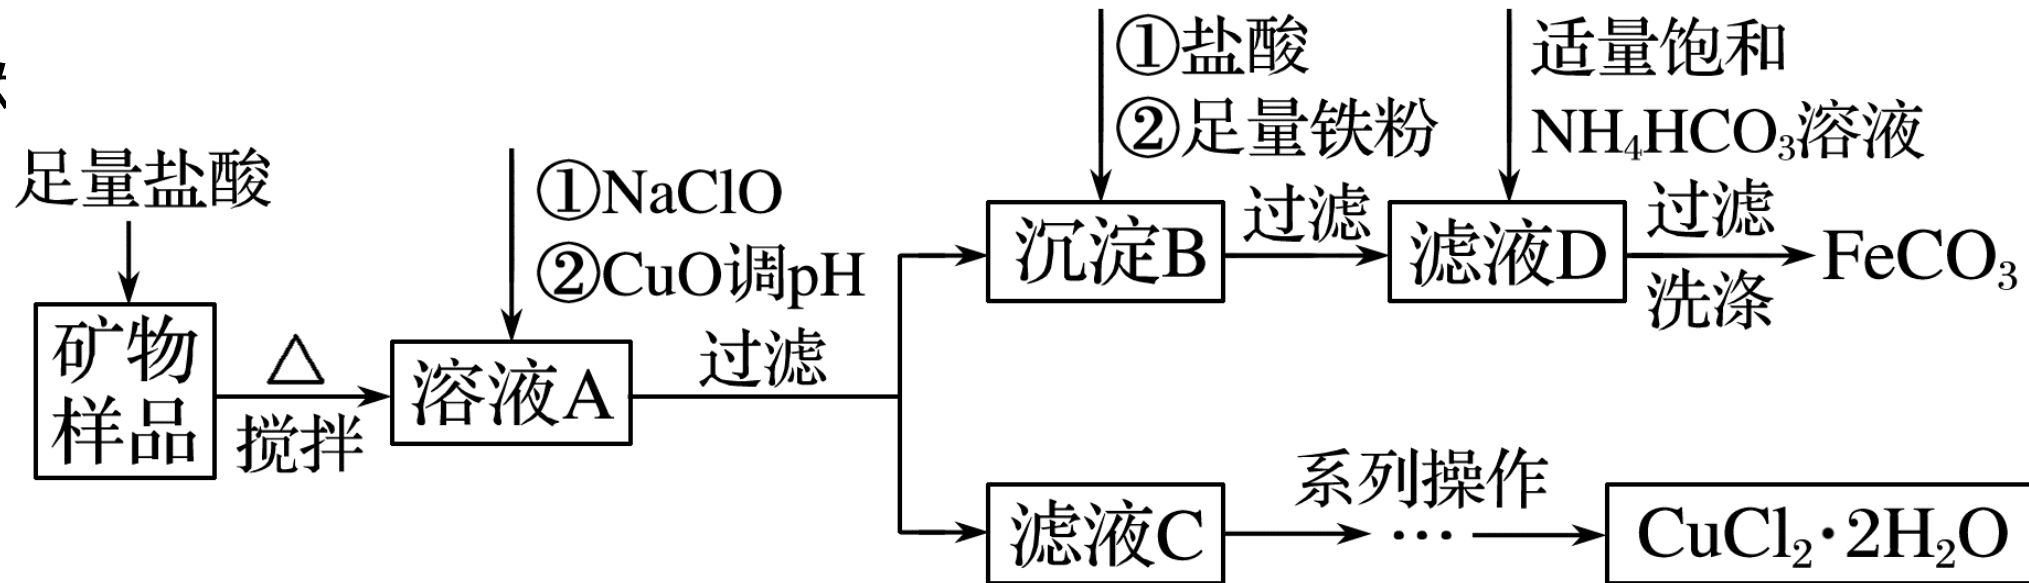 足量盐酸
矿物
样品
△
搅拌
①NaClO
②CuO调pH
溶液A
过滤
①盐酸
②足量铁粉
沉淀B
过滤
适量饱和
NH₄HCO₃溶液
滤液D
过滤
洗涤
FeCO₃
滤液C
系列操作
…
CuCl₂·2H₂O